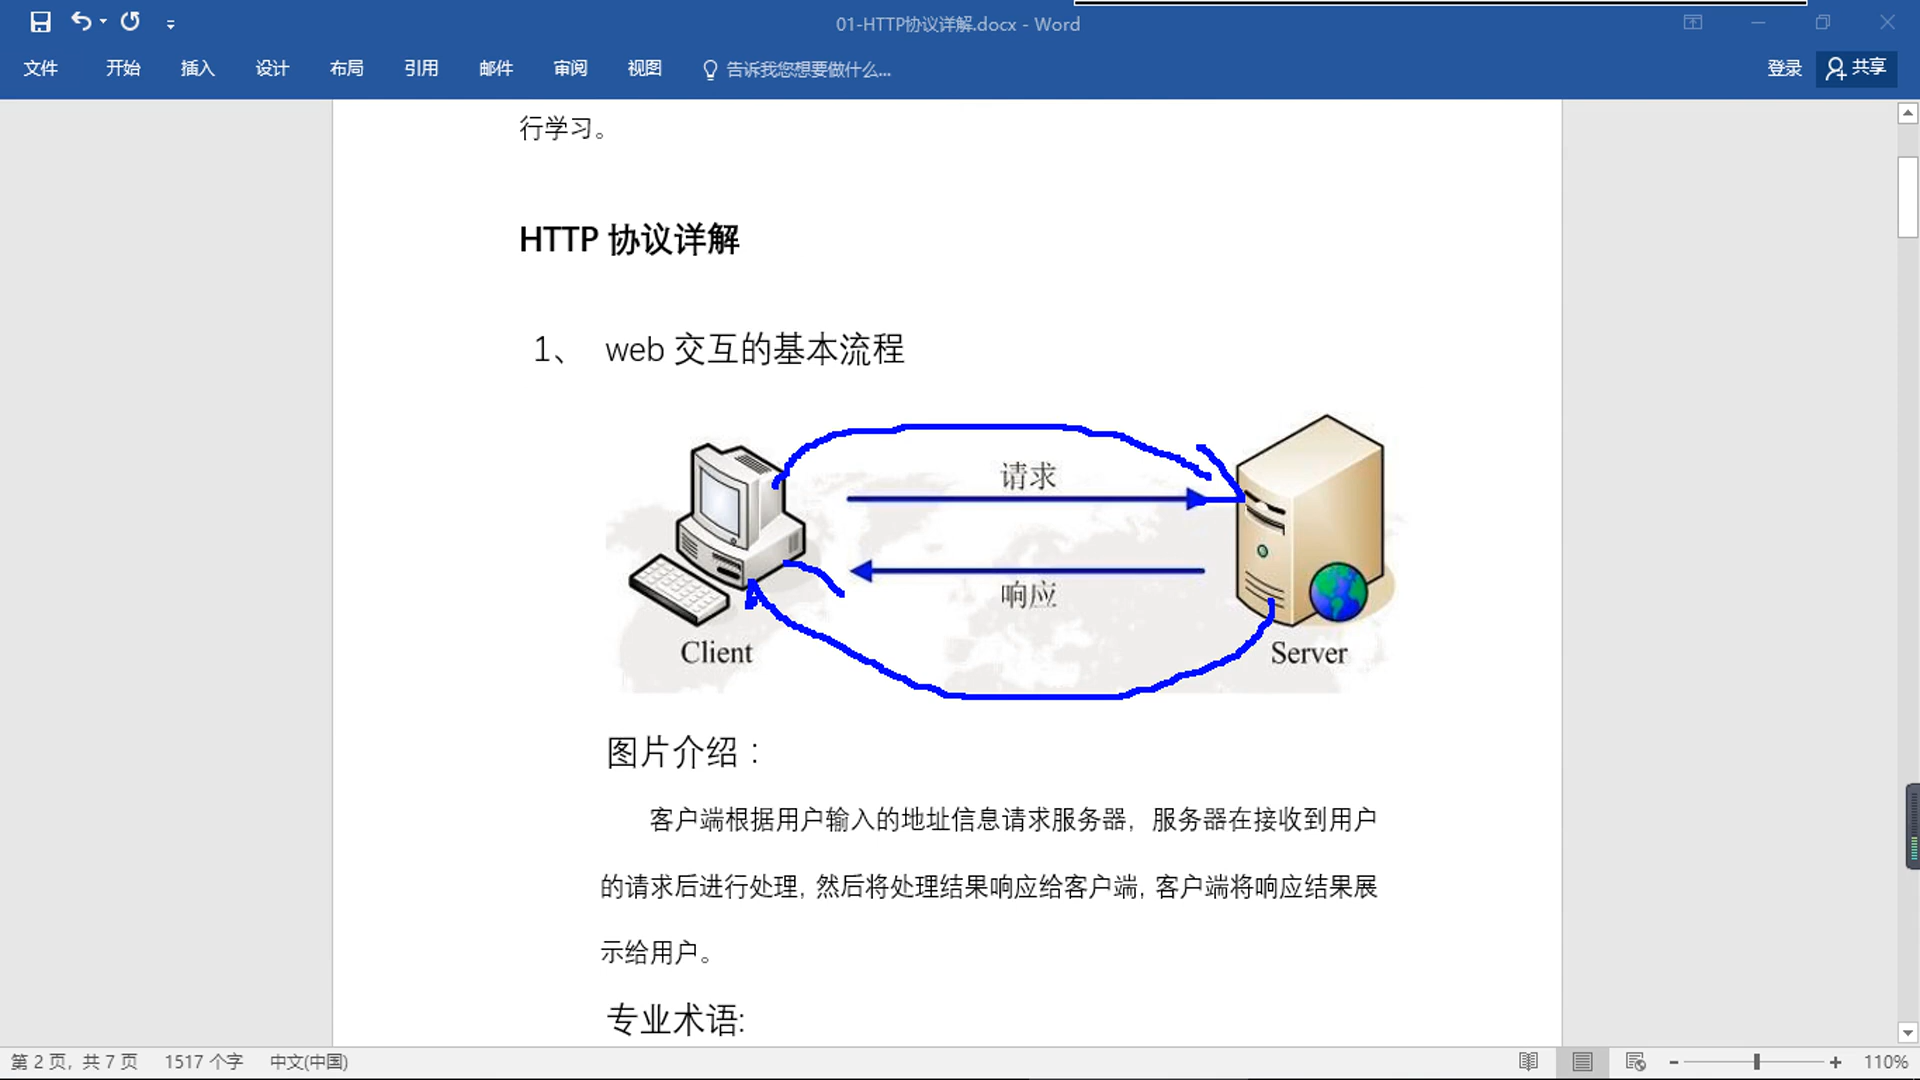 01-HTTP协议详解.docx - Word
文件 开始 插入 设计 布局 引用 邮件 审阅 视图 告诉我您想要做什么... 登录 共享
行学习。
HTTP 协议详解
1、 web 交互的基本流程
请求
响应
Client
Server
图片介绍：
客户端根据用户输入的地址信息请求服务器，服务器在接收到用户
的请求后进行处理，然后将处理结果响应给客户端，客户端将响应结果展
示给用户。
专业术语:
第 2 页，共 7 页 1517 个字 中文(中国) 110%